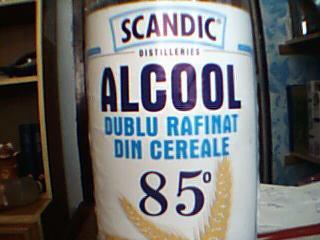 SCANDIC®
DISTILLERIES
ALCOOL
DUBLU RAFINAT
DIN CEREALE
85°